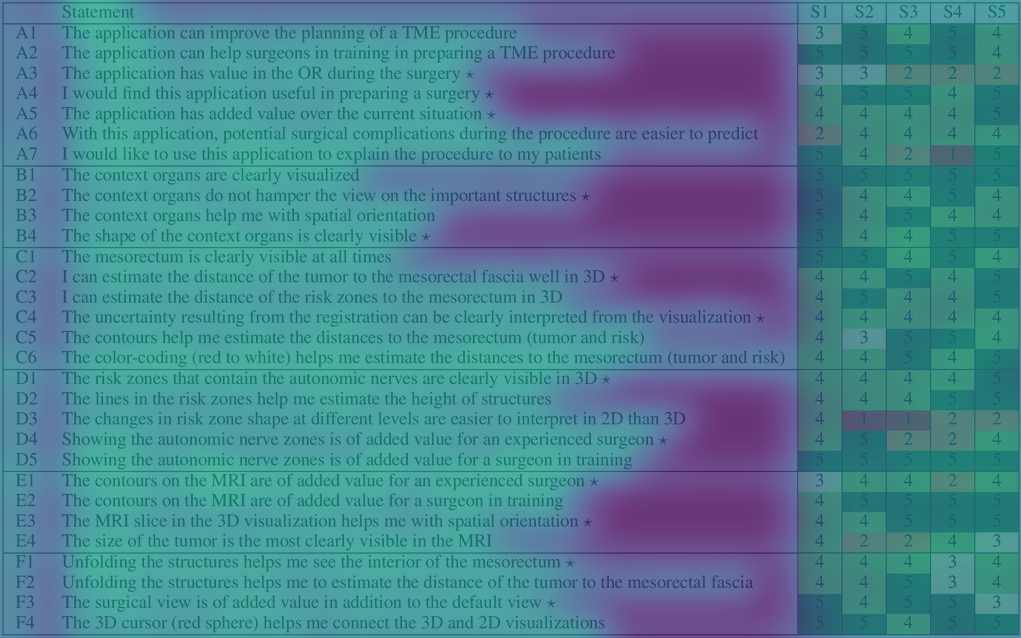 Statement S1 S2 S3 S4 S5
A1 The application can improve the planning of a TME procedure 3 5 4 5 4
A2 The application can help surgeons in training in preparing a TME procedure 5 5 5 5 4
A3 The application has value in the OR during the surgery ⋆ 3 3 2 2 2
A4 I would find this application useful in preparing a surgery ⋆ 4 5 5 4 5
A5 The application has added value over the current situation ⋆ 4 4 4 4 5
A6 With this application, potential surgical complications during the procedure are easier to predict 2 4 4 4 4
A7 I would like to use this application to explain the procedure to my patients 5 4 2 1 5
B1 The context organs are clearly visualized 5 5 5 5 5
B2 The context organs do not hamper the view on the important structures ⋆ 5 4 4 5 4
B3 The context organs help me with spatial orientation 5 4 5 4 4
B4 The shape of the context organs is clearly visible ⋆ 5 4 4 5 5
C1 The mesorectum is clearly visible at all times 5 5 4 5 5
C2 I can estimate the distance of the tumor to the mesorectal fascia well in 3D ⋆ 4 4 5 4 5
C3 I can estimate the distance of the risk zones to the mesorectum in 3D 4 5 4 4 5
C4 The uncertainty resulting from the registration can be clearly interpreted from the visualization ⋆ 4 4 4 4 5
C5 The contours help me estimate the distances to the mesorectum (tumor and risk) 4 3 5 5 4
C6 The color-coding (red to white) helps me estimate the distances to the mesorectum (tumor and risk) 4 4 5 4 5
D1 The risk zones that contain the autonomic nerves are clearly visible in 3D ⋆ 4 4 4 4 5
D2 The lines in the risk zones help me estimate the height of structures 4 4 4 5 5
D3 The changes in risk zone shape at different levels are easier to interpret in 2D than 3D 4 1 1 2 2
D4 Showing the autonomic nerve zones is of added value for an experienced surgeon ⋆ 4 5 2 2 4
D5 Showing the autonomic nerve zones is of added value for a surgeon in training 5 5 5 5 5
E1 The contours on the MRI are of added value for an experienced surgeon ⋆ 3 4 4 2 4
E2 The contours on the MRI are of added value for a surgeon in training 4 5 5 5 5
E3 The MRI slice in the 3D visualization helps me with spatial orientation ⋆ 4 4 5 5 5
E4 The size of the tumor is the most clearly visible in the MRI 4 2 2 4 3
F1 Unfolding the structures helps me see the interior of the mesorectum ⋆ 4 4 4 3 4
F2 Unfolding the structures helps me to estimate the distance of the tumor to the mesorectal fascia 4 4 5 3 4
F3 The surgical view is of added value in addition to the default view ⋆ 5 4 5 5 3
F4 The 3D cursor (red sphere) helps me connect the 3D and 2D visualizations 5 5 4 5 5